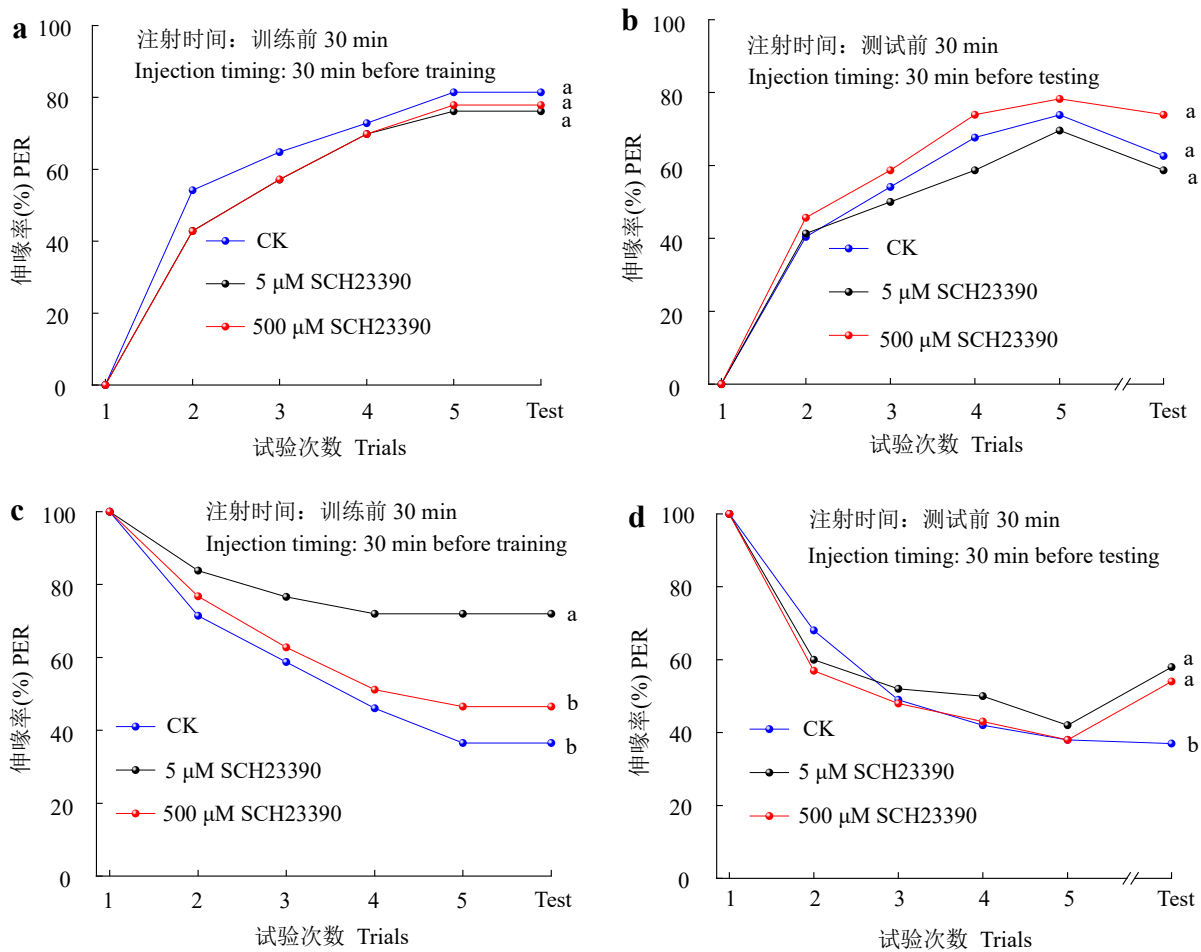 a
注射时间：训练前 30 min
Injection timing: 30 min before training
伸喙率(%) PER
100
80
60
40
20
0
a
a
a
CK
5 μM SCH23390
500 μM SCH23390
1 2 3 4 5 Test
试验次数 Trials
b
注射时间：测试前 30 min
Injection timing: 30 min before testing
伸喙率(%) PER
100
80
60
40
20
0
a
a
a
CK
5 μM SCH23390
500 μM SCH23390
1 2 3 4 5 Test
试验次数 Trials
c
注射时间：训练前 30 min
Injection timing: 30 min before training
伸喙率(%) PER
100
80
60
40
20
0
a
b
b
CK
5 μM SCH23390
500 μM SCH23390
1 2 3 4 5 Test
试验次数 Trials
d
注射时间：测试前 30 min
Injection timing: 30 min before testing
伸喙率(%) PER
100
80
60
40
20
0
a
a
b
CK
5 μM SCH23390
500 μM SCH23390
1 2 3 4 5 Test
试验次数 Trials